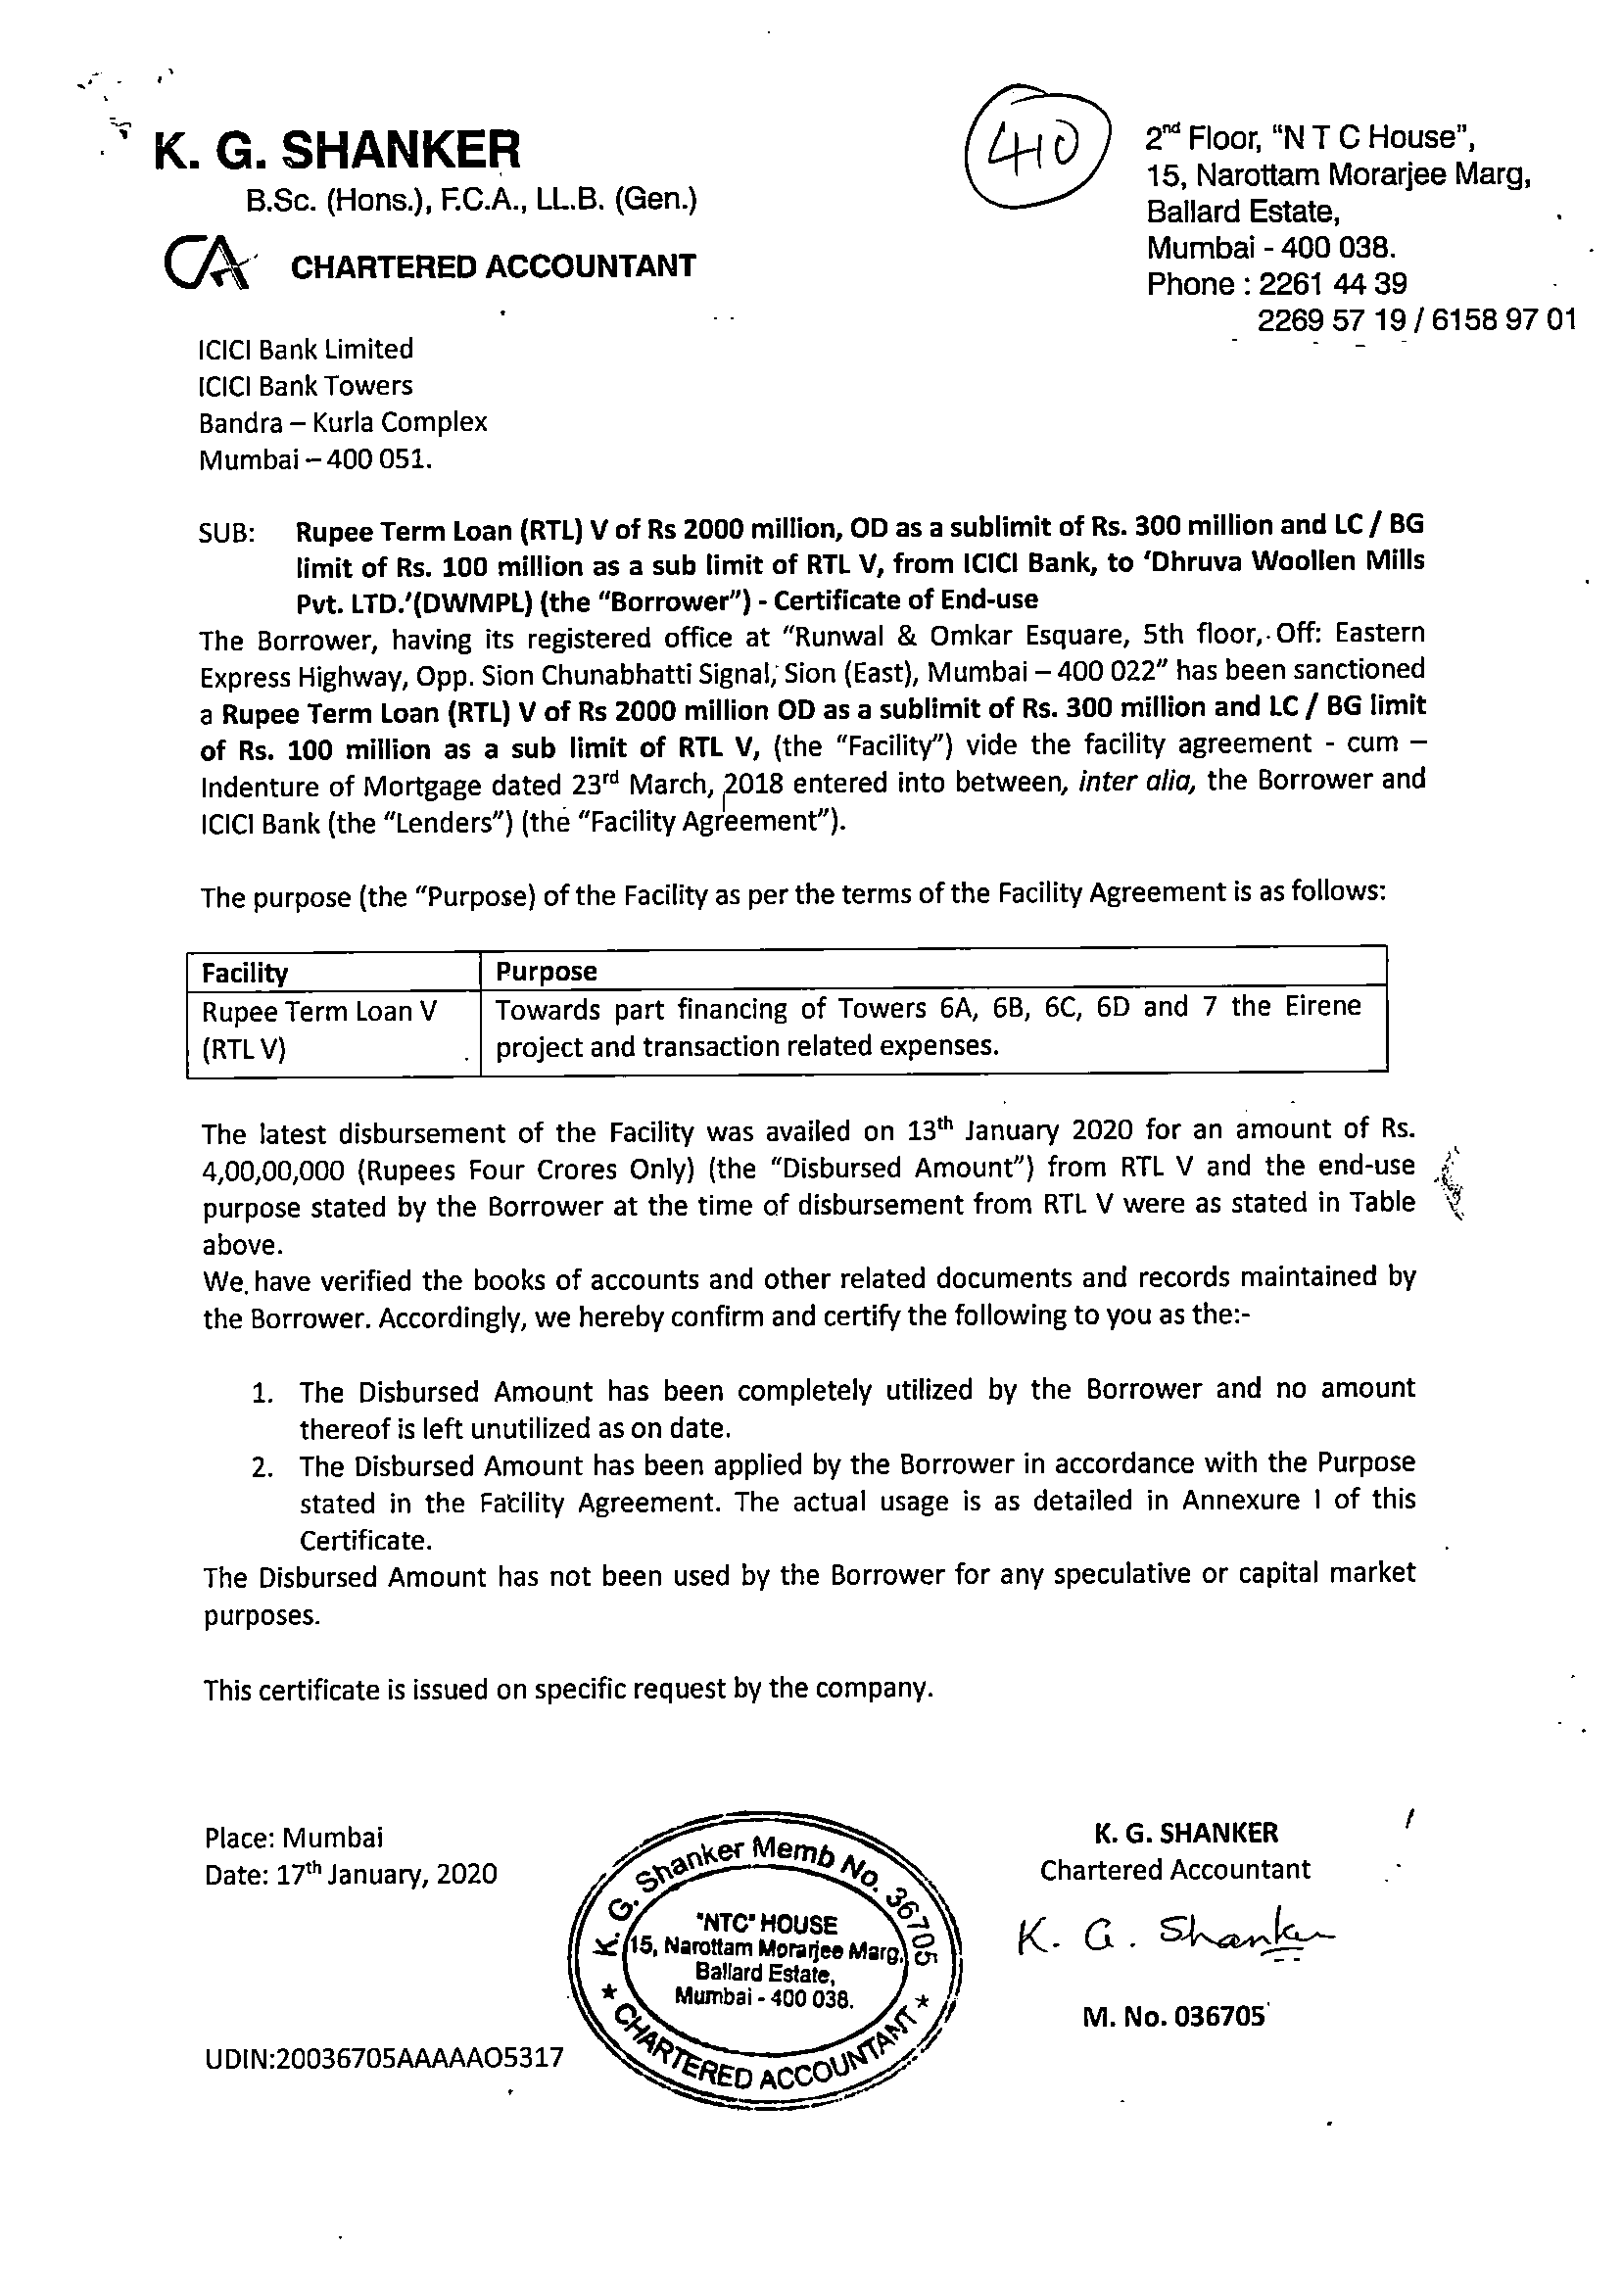 K. G. SHANKER
B.Sc. (Hons.), F.C.A., LL.B. (Gen.)
CA CHARTERED ACCOUNTANT
410
2nd Floor, "N T C House",
15, Narottam Morarjee Marg,
Ballard Estate,
Mumbai - 400 038.
Phone : 2261 44 39
2269 57 19 / 6158 97 01
ICICI Bank Limited
ICICI Bank Towers
Bandra – Kurla Complex
Mumbai – 400 051.
SUB: Rupee Term Loan (RTL) V of Rs 2000 million, OD as a sublimit of Rs. 300 million and LC / BG
limit of Rs. 100 million as a sub limit of RTL V, from ICICI Bank, to 'Dhruva Woollen Mills
Pvt. LTD.'(DWMPL) (the "Borrower") - Certificate of End-use
The Borrower, having its registered office at "Runwal & Omkar Esquare, 5th floor, Off: Eastern
Express Highway, Opp. Sion Chunabhatti Signal, Sion (East), Mumbai – 400 022" has been sanctioned
a Rupee Term Loan (RTL) V of Rs 2000 million OD as a sublimit of Rs. 300 million and LC / BG limit
of Rs. 100 million as a sub limit of RTL V, (the "Facility") vide the facility agreement - cum –
Indenture of Mortgage dated 23rd March, 2018 entered into between, inter alia, the Borrower and
ICICI Bank (the "Lenders") (the "Facility Agreement").
The purpose (the "Purpose) of the Facility as per the terms of the Facility Agreement is as follows:
Facility Purpose
Rupee Term Loan V Towards part financing of Towers 6A, 6B, 6C, 6D and 7 the Eirene
(RTL V) project and transaction related expenses.
The latest disbursement of the Facility was availed on 13th January 2020 for an amount of Rs.
4,00,00,000 (Rupees Four Crores Only) (the "Disbursed Amount") from RTL V and the end-use
purpose stated by the Borrower at the time of disbursement from RTL V were as stated in Table
above.
We have verified the books of accounts and other related documents and records maintained by
the Borrower. Accordingly, we hereby confirm and certify the following to you as the:-
1. The Disbursed Amount has been completely utilized by the Borrower and no amount
thereof is left unutilized as on date.
2. The Disbursed Amount has been applied by the Borrower in accordance with the Purpose
stated in the Facility Agreement. The actual usage is as detailed in Annexure I of this
Certificate.
The Disbursed Amount has not been used by the Borrower for any speculative or capital market
purposes.
This certificate is issued on specific request by the company.
Place: Mumbai
Date: 17th January, 2020
UDIN:20036705AAAAAO5317
K. G. Shanker Memb No. 36705
"NTC" HOUSE
15, Narottam Morarjee Marg,
Ballard Estate,
Mumbai - 400 038.
* CHARTERED ACCOUNTANT *
K. G. SHANKER
Chartered Accountant
K. G. Shanker
M. No. 036705